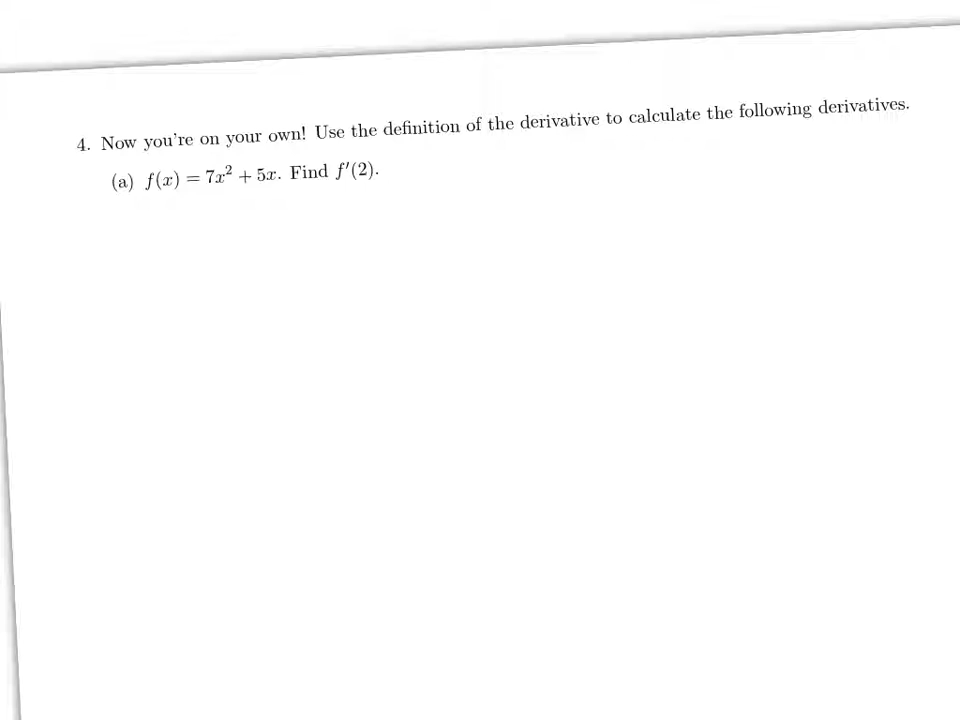 4. Now you're on your own! Use the definition of the derivative to calculate the following derivatives.
(a) f(x) = 7x² + 5x. Find f′(2).